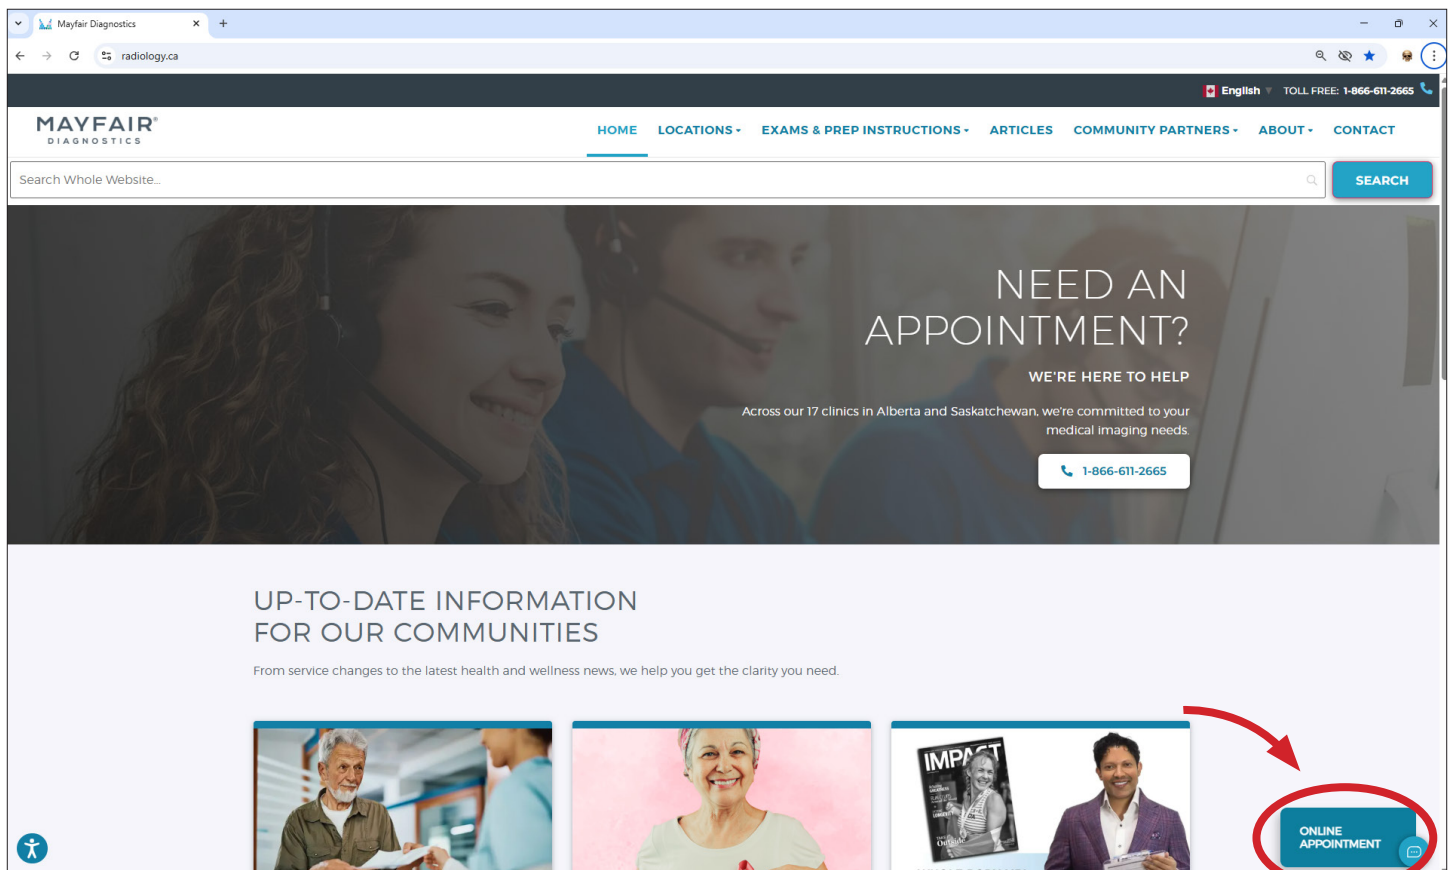 Mayfair Diagnostics
radiology.ca
English TOLL FREE: 1-866-611-2665
MAYFAIR®
DIAGNOSTICS
HOME LOCATIONS EXAMS & PREP INSTRUCTIONS ARTICLES COMMUNITY PARTNERS ABOUT CONTACT
Search Whole Website...
SEARCH
NEED AN
APPOINTMENT?
WE'RE HERE TO HELP
Across our 17 clinics in Alberta and Saskatchewan, we're committed to your
medical imaging needs.
1-866-611-2665
UP-TO-DATE INFORMATION
FOR OUR COMMUNITIES
From service changes to the latest health and wellness news, we help you get the clarity you need.
IMPACT
Outside
ONLINE
APPOINTMENT